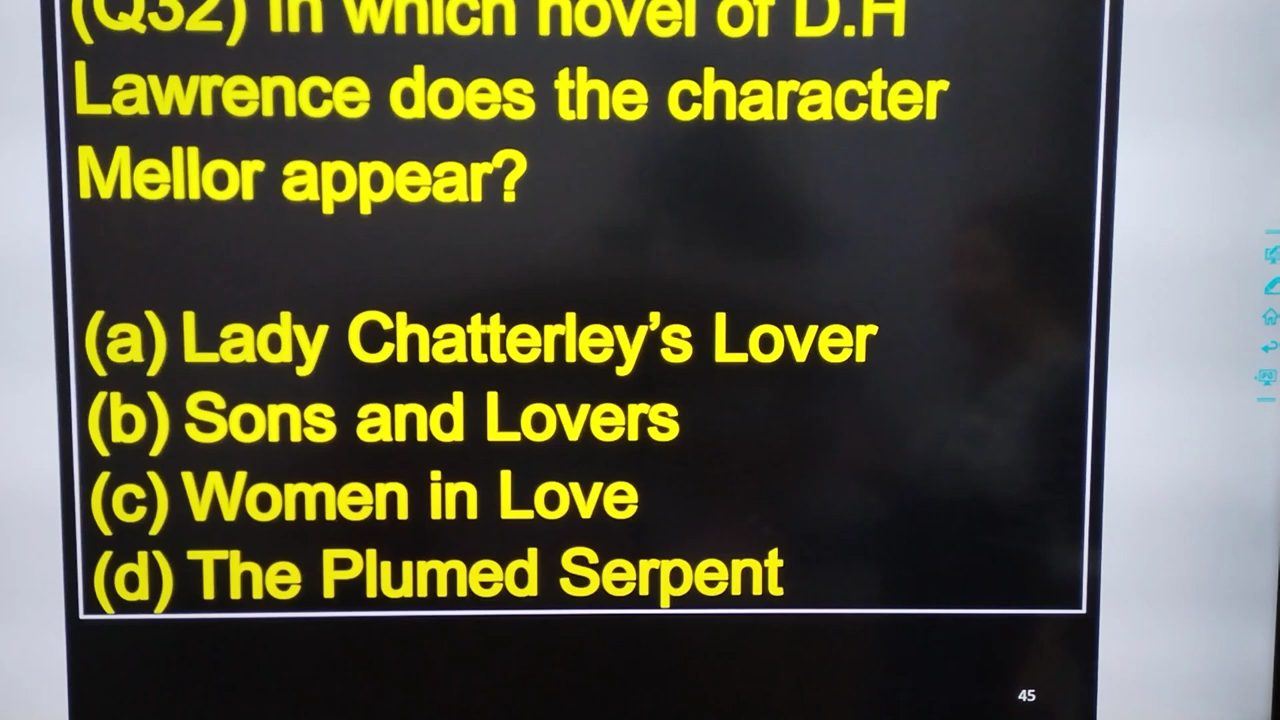 (Q32) In which novel of D.H
Lawrence does the character
Mellor appear?
(a) Lady Chatterley's Lover
(b) Sons and Lovers
(c) Women in Love
(d) The Plumed Serpent
45